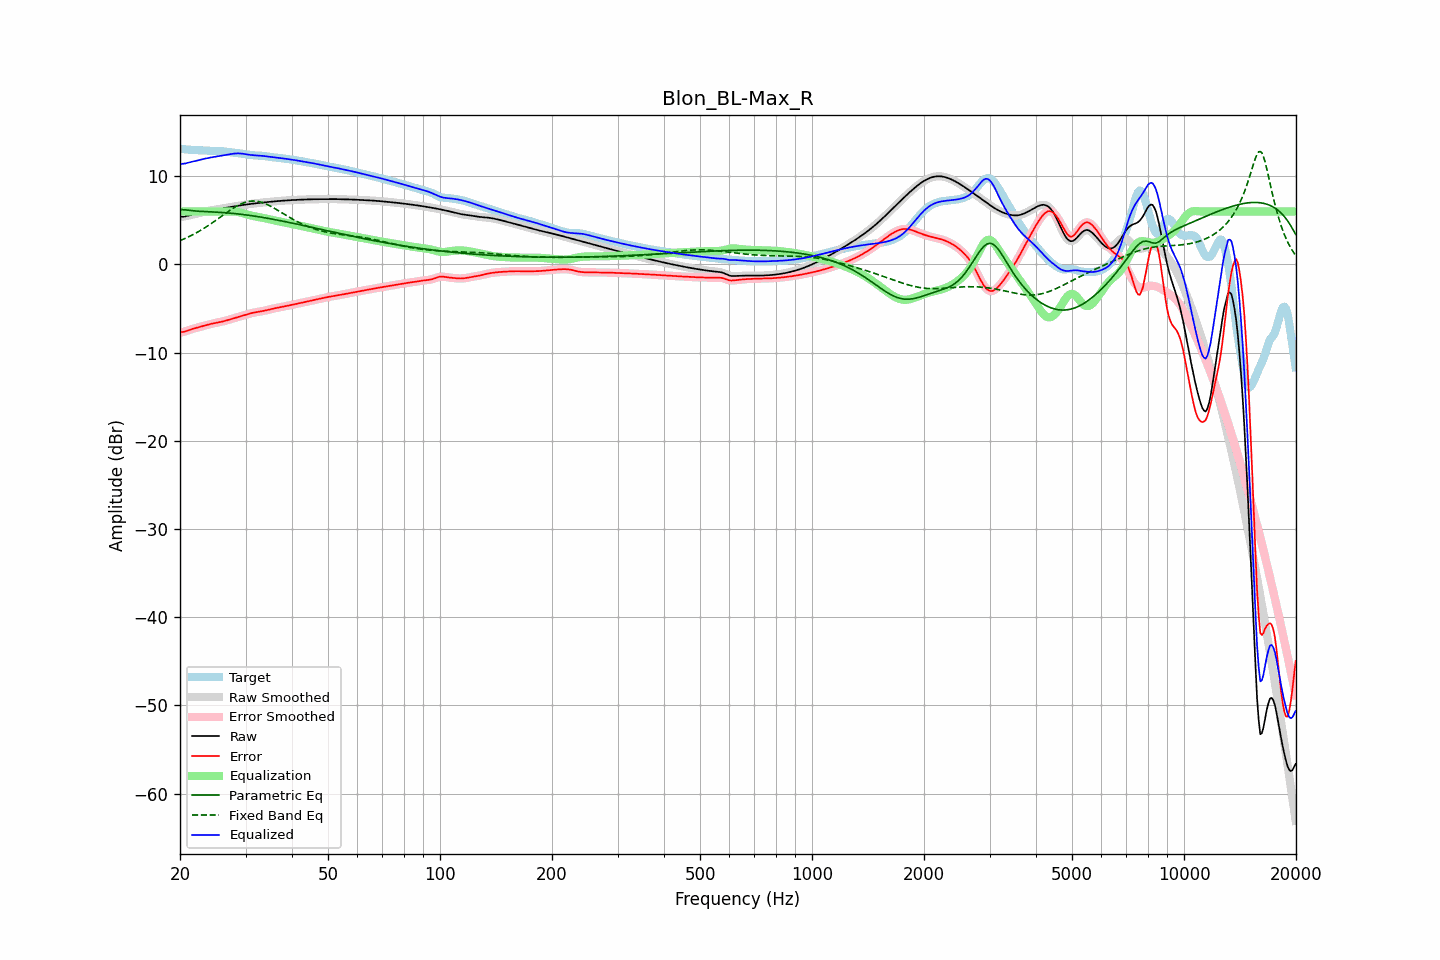 Blon_BL-Max_R
Amplitude (dBr)
10
0
−10
−20
−30
−40
−50
−60
Target
Raw Smoothed
Error Smoothed
Raw
Error
Equalization
Parametric Eq
Fixed Band Eq
Equalized
20 50 100 200 500 1000 2000 5000 10000 20000
Frequency (Hz)